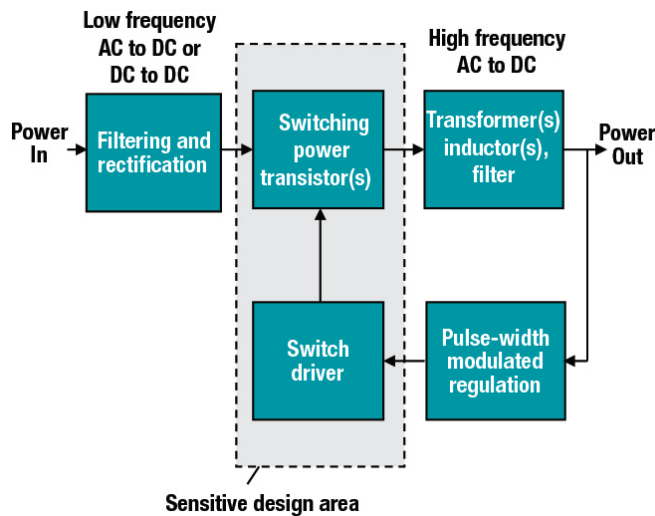 Low frequency
AC to DC or
DC to DC
High frequency
AC to DC
Power
In
Filtering and
rectification
Switching
power
transistor(s)
Transformer(s)
inductor(s),
filter
Power
Out
Switch
driver
Pulse-width
modulated
regulation
Sensitive design area